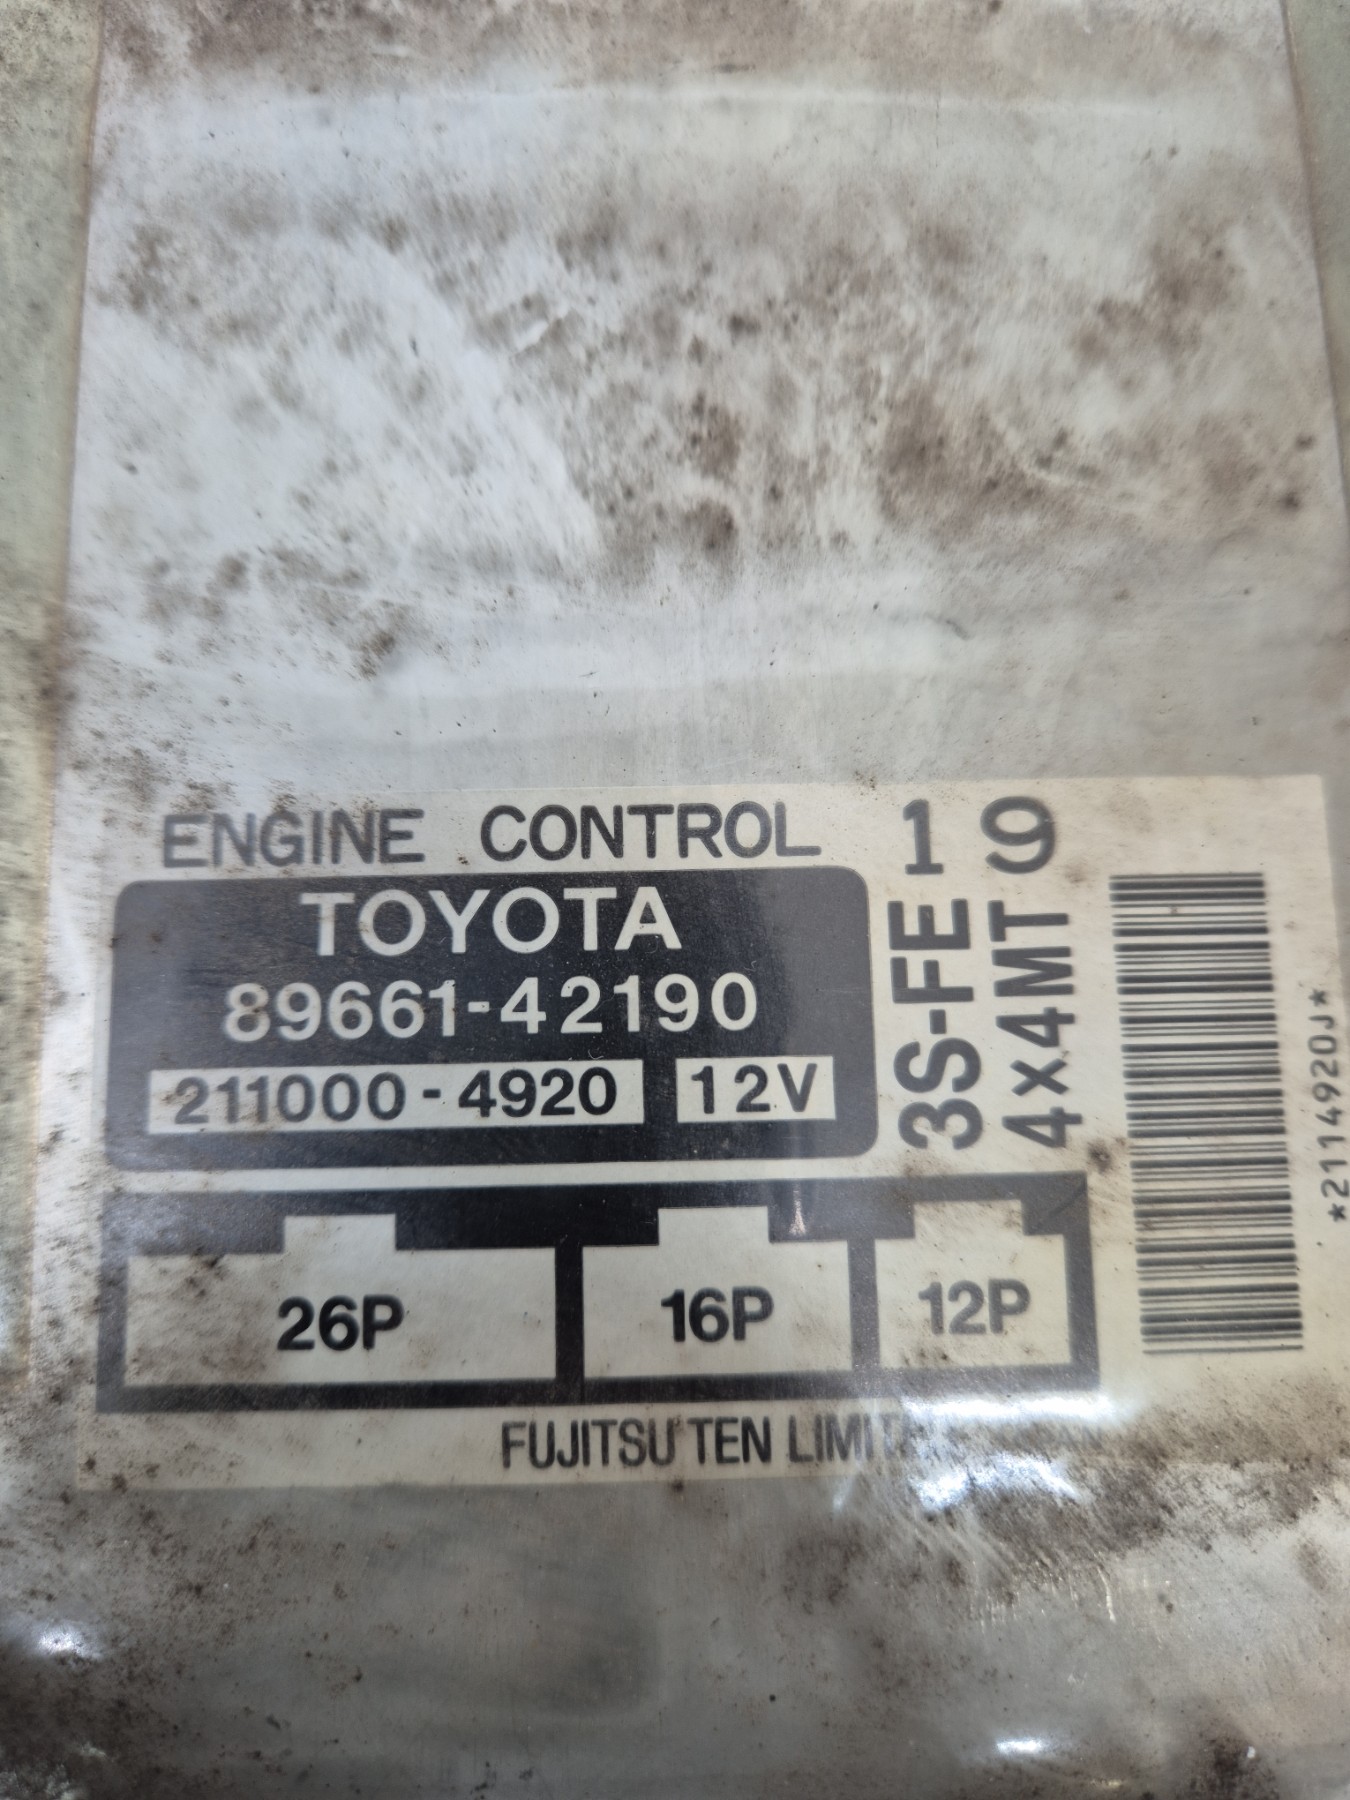 ENGINE CONTROL
TOYOTA
89661-42190
211000-4920 12V
3S-FE 1
4x4MT 9
*2114920J*
26P 16P 12P
FUJITSU TEN